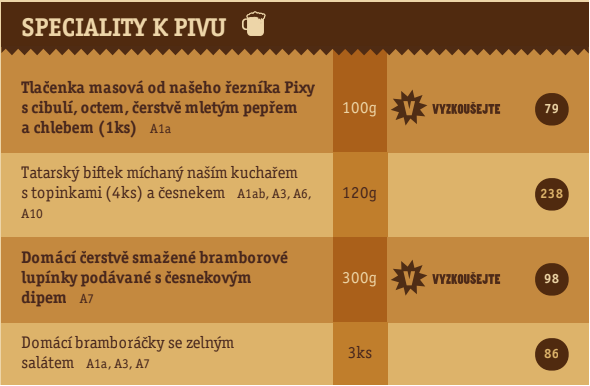 SPECIALITY K PIVU
Tlačenka masová od našeho řezníka Pixy
s cibulí, octem, čerstvě mletým pepřem
a chlebem (1ks) A1a
100g
V VYZKOUŠEJTE
79
Tatarský biftek míchaný naším kuchařem
s topinkami (4ks) a česnekem A1ab, A3, A6,
A10
120g
238
Domácí čerstvě smažené bramborové
lupínky podávané s česnekovým
dipem A7
300g
V VYZKOUŠEJTE
98
Domácí bramboráčky se zelným
salátem A1a, A3, A7
3ks
86